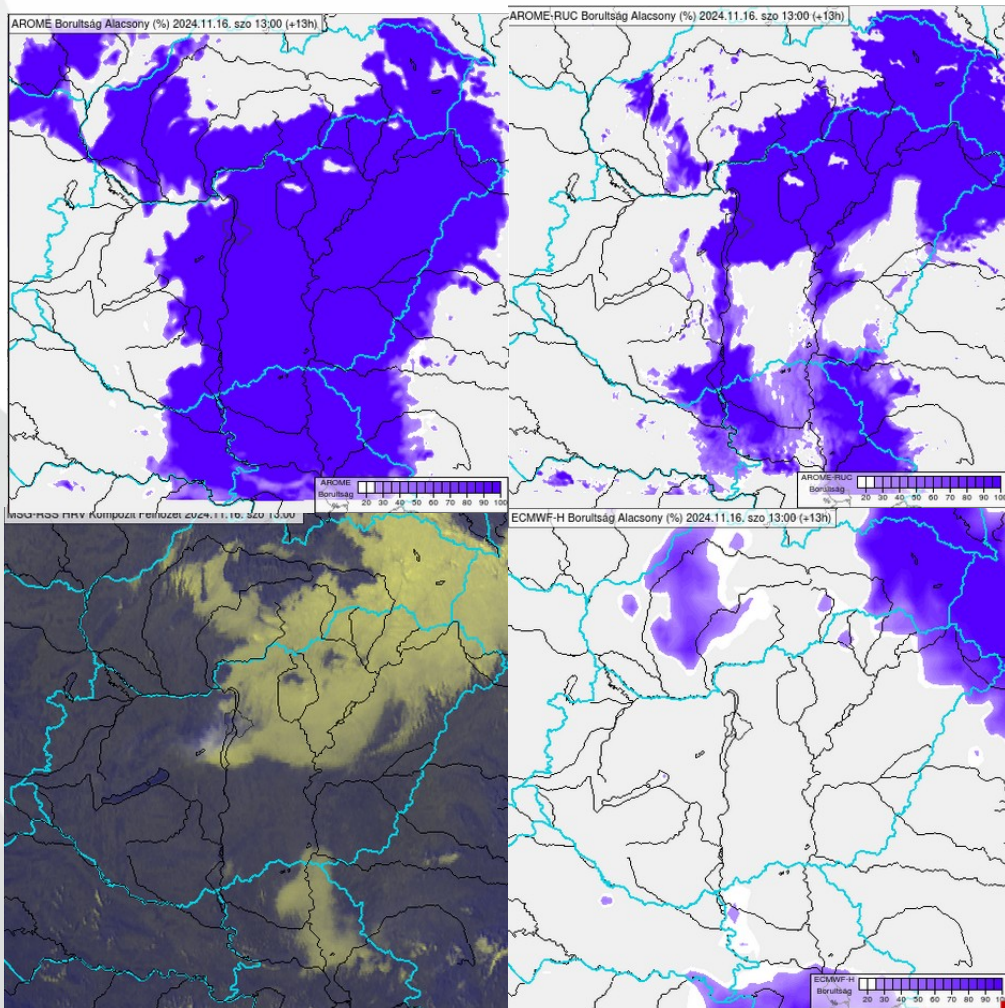 AROME Borultság Alacsony (%) 2024.11.16. szo 13:00 (+13h)
AROME-RUC Borultság Alacsony (%) 2024.11.16. szo 13:00 (+13h)
AROME
Borultság
20 30 40 50 60 70 80 90 100
AROME-RUC
Borultság
20 30 40 50 60 70 80 90 100
MSG-RSS HRV Kompozit Felhőzet 2024.11.16. szo 13:00
ECMWF-H Borultság Alacsony (%) 2024.11.16. szo 13:00 (+13h)
ECMWF-H
Borultság
20 30 40 50 60 70 80 90 100